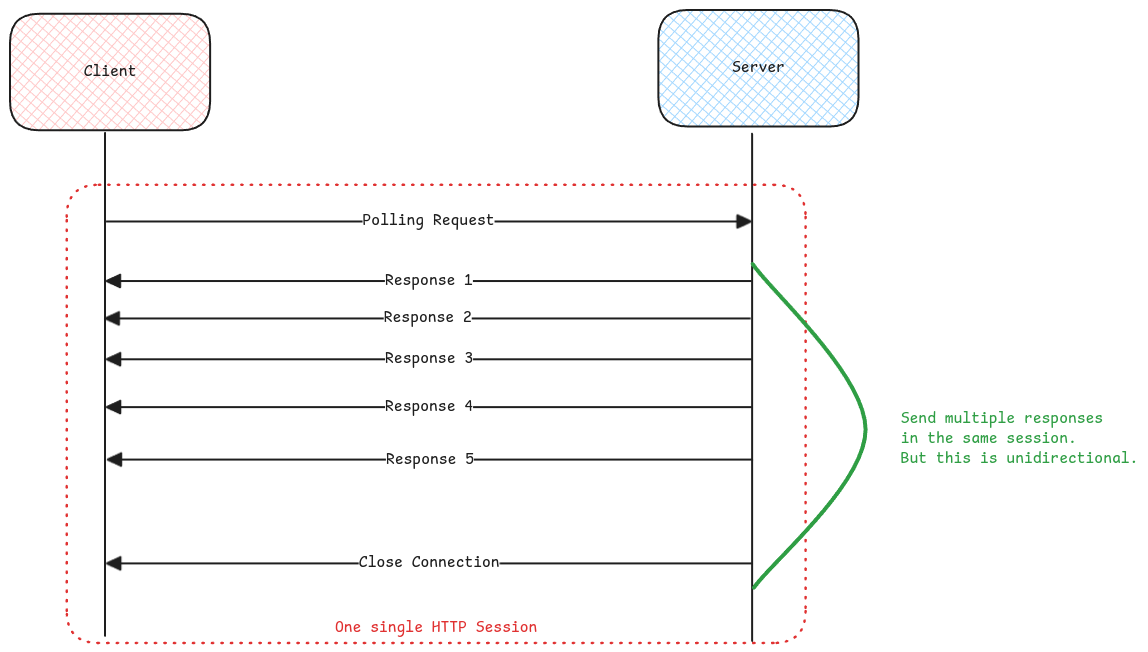 Client
Server
Polling Request
Response 1
Response 2
Response 3
Response 4
Response 5
Send multiple responses
in the same session.
But this is unidirectional.
Close Connection
One single HTTP Session